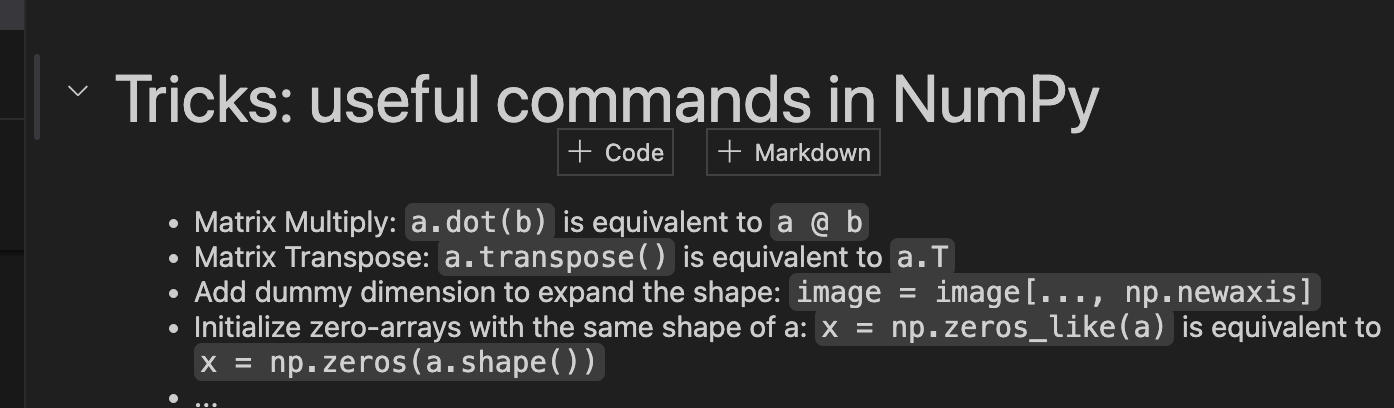 Tricks: useful commands in NumPy
+ Code + Markdown
• Matrix Multiply: a.dot(b) is equivalent to a @ b
• Matrix Transpose: a.transpose() is equivalent to a.T
• Add dummy dimension to expand the shape: image = image[..., np.newaxis]
• Initialize zero-arrays with the same shape of a: x = np.zeros_like(a) is equivalent to
x = np.zeros(a.shape())
• ...